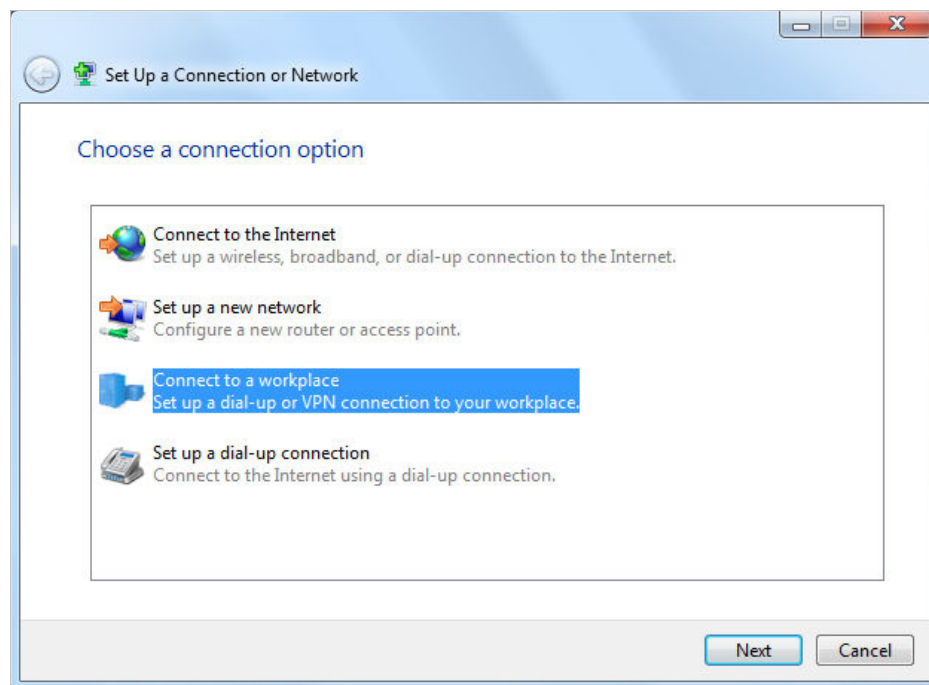 Set Up a Connection or Network
Choose a connection option
Connect to the Internet
Set up a wireless, broadband, or dial-up connection to the Internet.
Set up a new network
Configure a new router or access point.
Connect to a workplace
Set up a dial-up or VPN connection to your workplace.
Set up a dial-up connection
Connect to the Internet using a dial-up connection.
Next Cancel